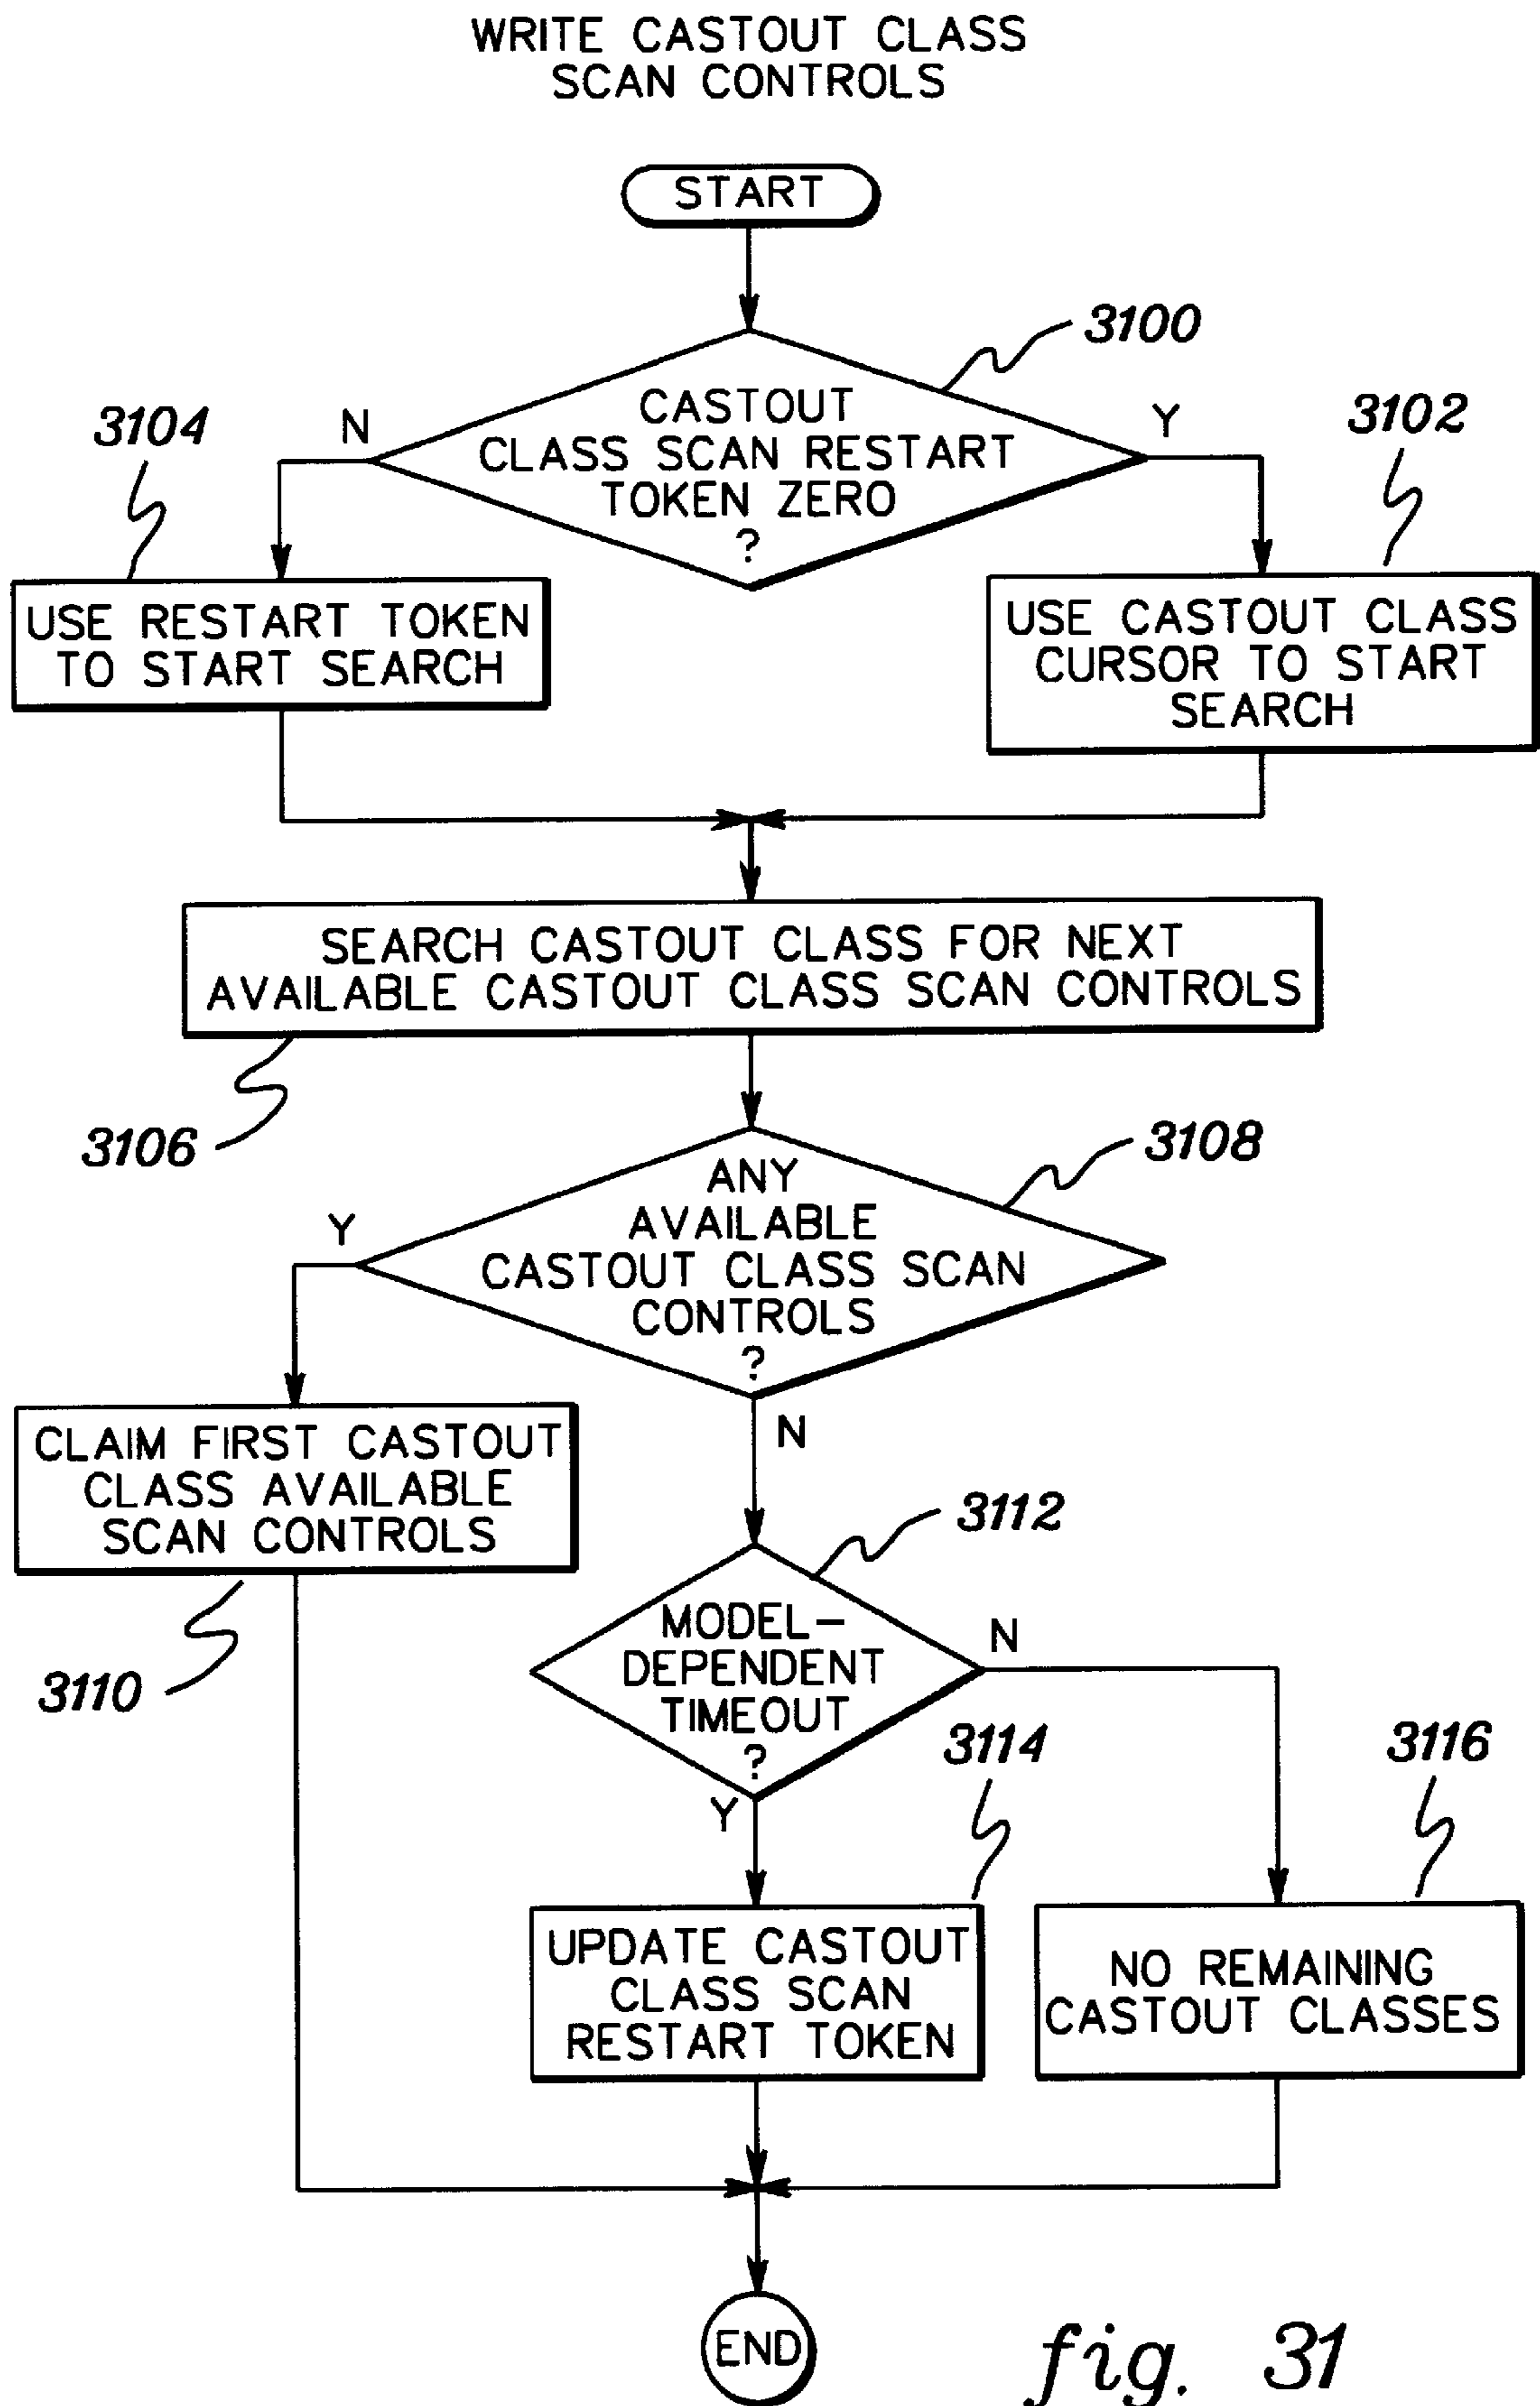 WRITE CASTOUT CLASS
SCAN CONTROLS
START
3100
CASTOUT
CLASS SCAN RESTART
TOKEN ZERO
?
N
Y
3104
3102
USE RESTART TOKEN
TO START SEARCH
USE CASTOUT CLASS
CURSOR TO START
SEARCH
SEARCH CASTOUT CLASS FOR NEXT
AVAILABLE CASTOUT CLASS SCAN CONTROLS
3106
3108
ANY
AVAILABLE
CASTOUT CLASS SCAN
CONTROLS
?
Y
N
CLAIM FIRST CASTOUT
CLASS AVAILABLE
SCAN CONTROLS
3110
3112
MODEL-
DEPENDENT
TIMEOUT
?
N
Y
3114
3116
UPDATE CASTOUT
CLASS SCAN
RESTART TOKEN
NO REMAINING
CASTOUT CLASSES
END
fig. 31